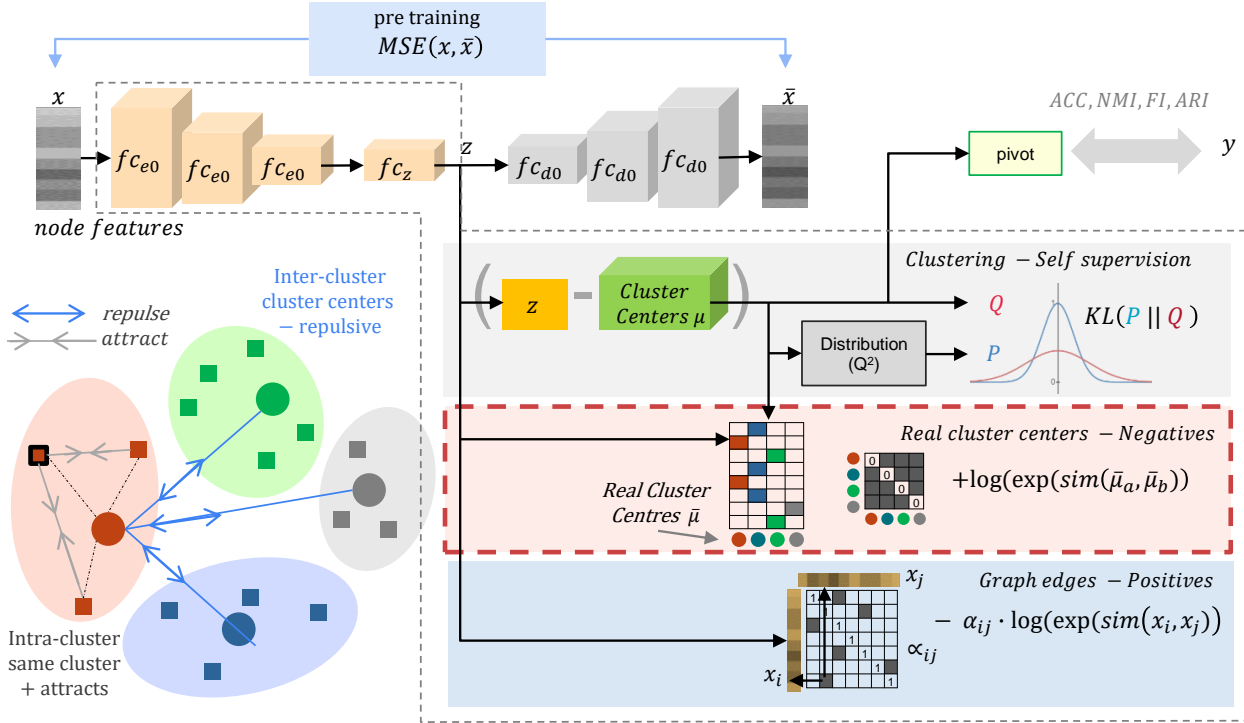 pre training
MSE(x, x̄)
x
x̄
ACC, NMI, FI, ARI
fc_e0
fc_e0
fc_e0
fc_z
z
fc_d0
fc_d0
fc_d0
pivot
y
node features
Inter-cluster
cluster centers
− repulsive
repulse
attract
( z − Cluster
Centers μ )
Clustering − Self supervision
Q
KL(P || Q )
1
0
Distribution
(Q²)
P
Real cluster centers − Negatives
0
0
0
0
+log(exp(sim(μ̄_a, μ̄_b))
Real Cluster
Centres μ̄
Intra-cluster
same cluster
+ attracts
x_j
Graph edges − Positives
− α_ij · log(exp(sim(x_i, x_j))
1
1
1
1
1
1
1
∝_ij
x_i